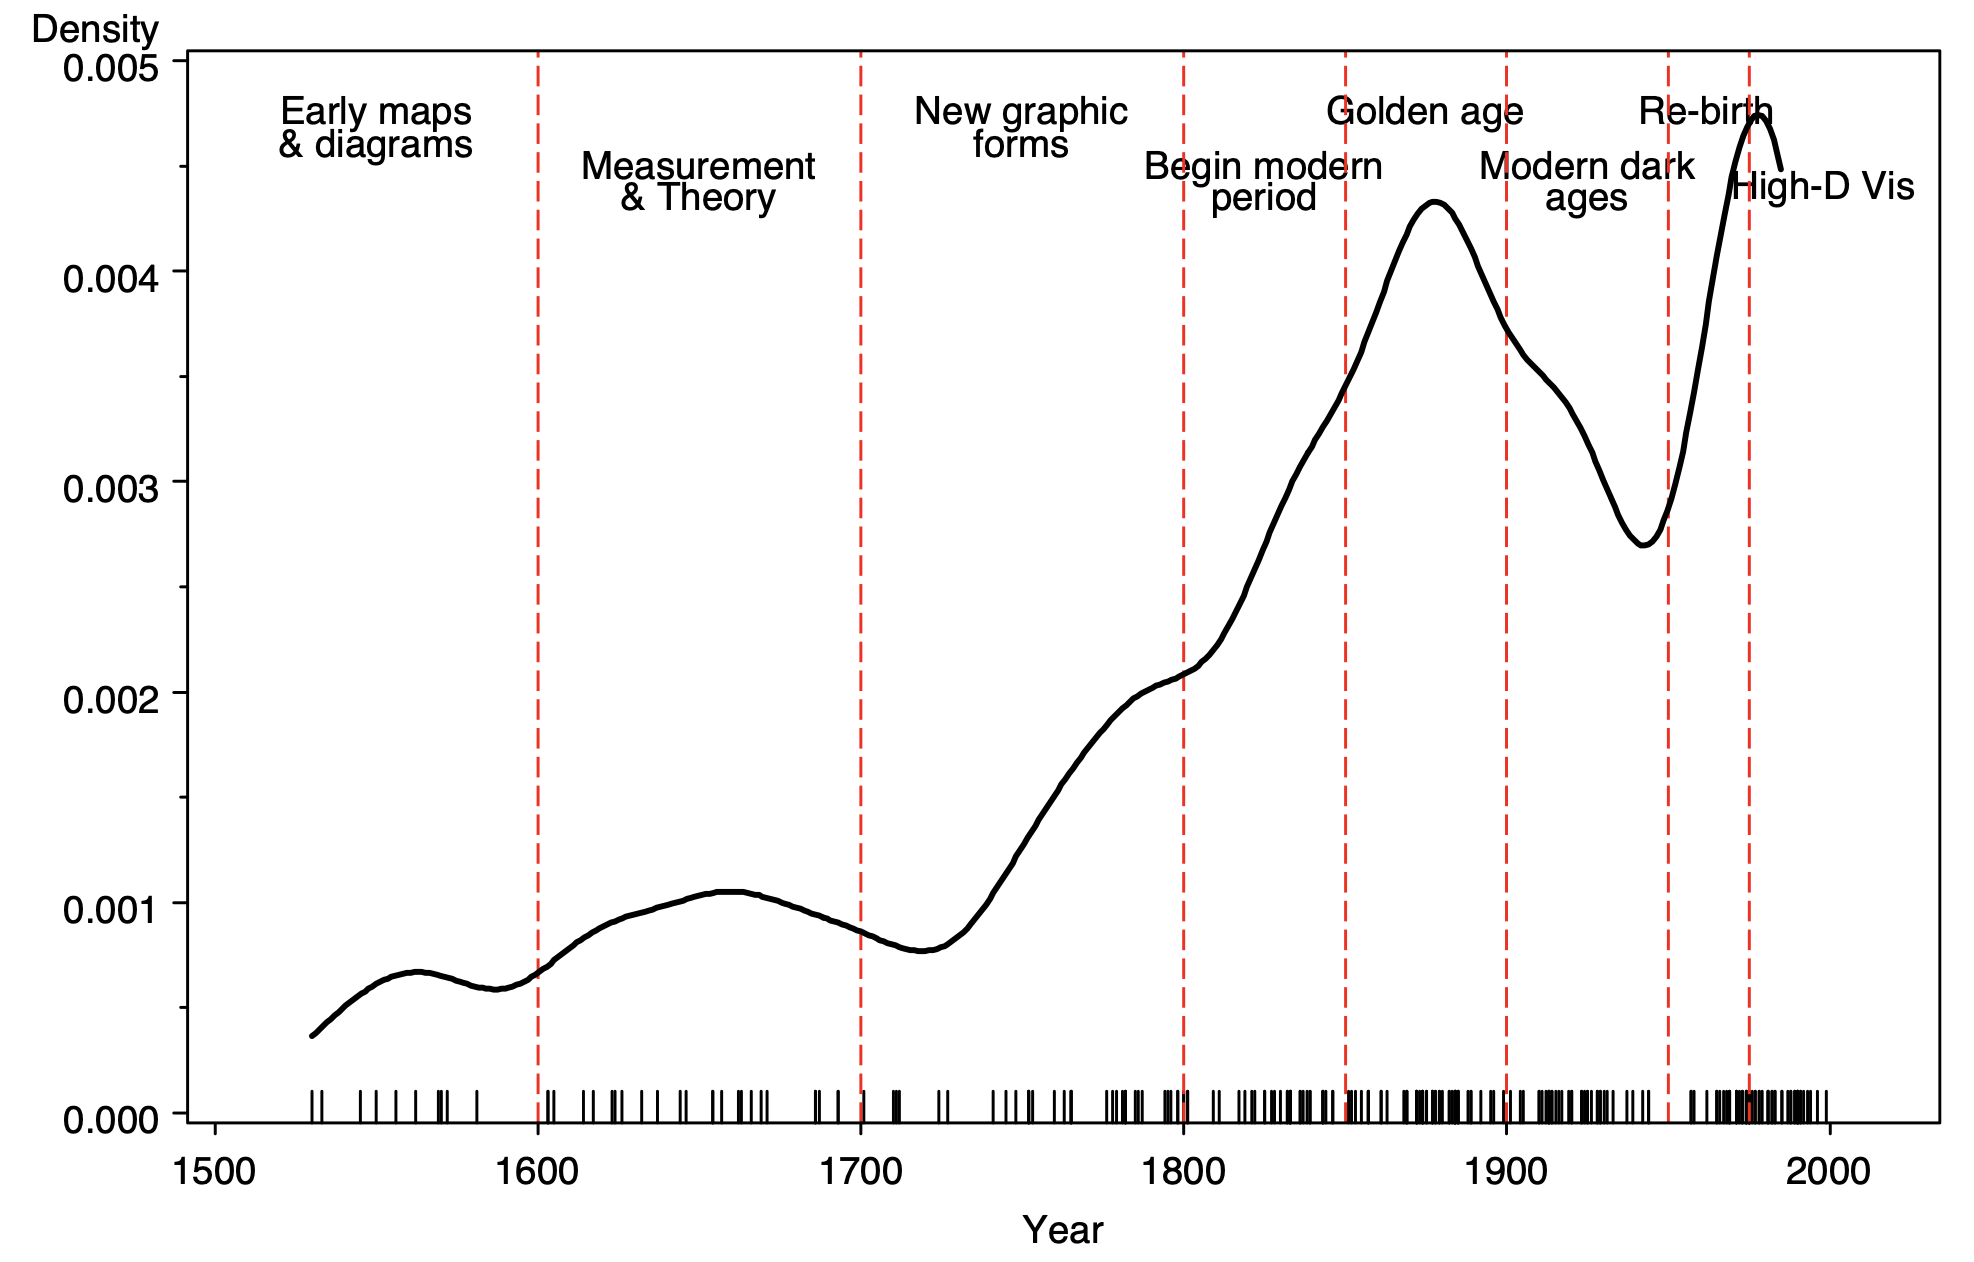 Density
0.005
0.004
0.003
0.002
0.001
0.000
Early maps
& diagrams
Measurement
& Theory
New graphic
forms
Begin modern
period
Golden age
Modern dark
ages
Re-birth
High-D Vis
1500
1600
1700
1800
1900
2000
Year